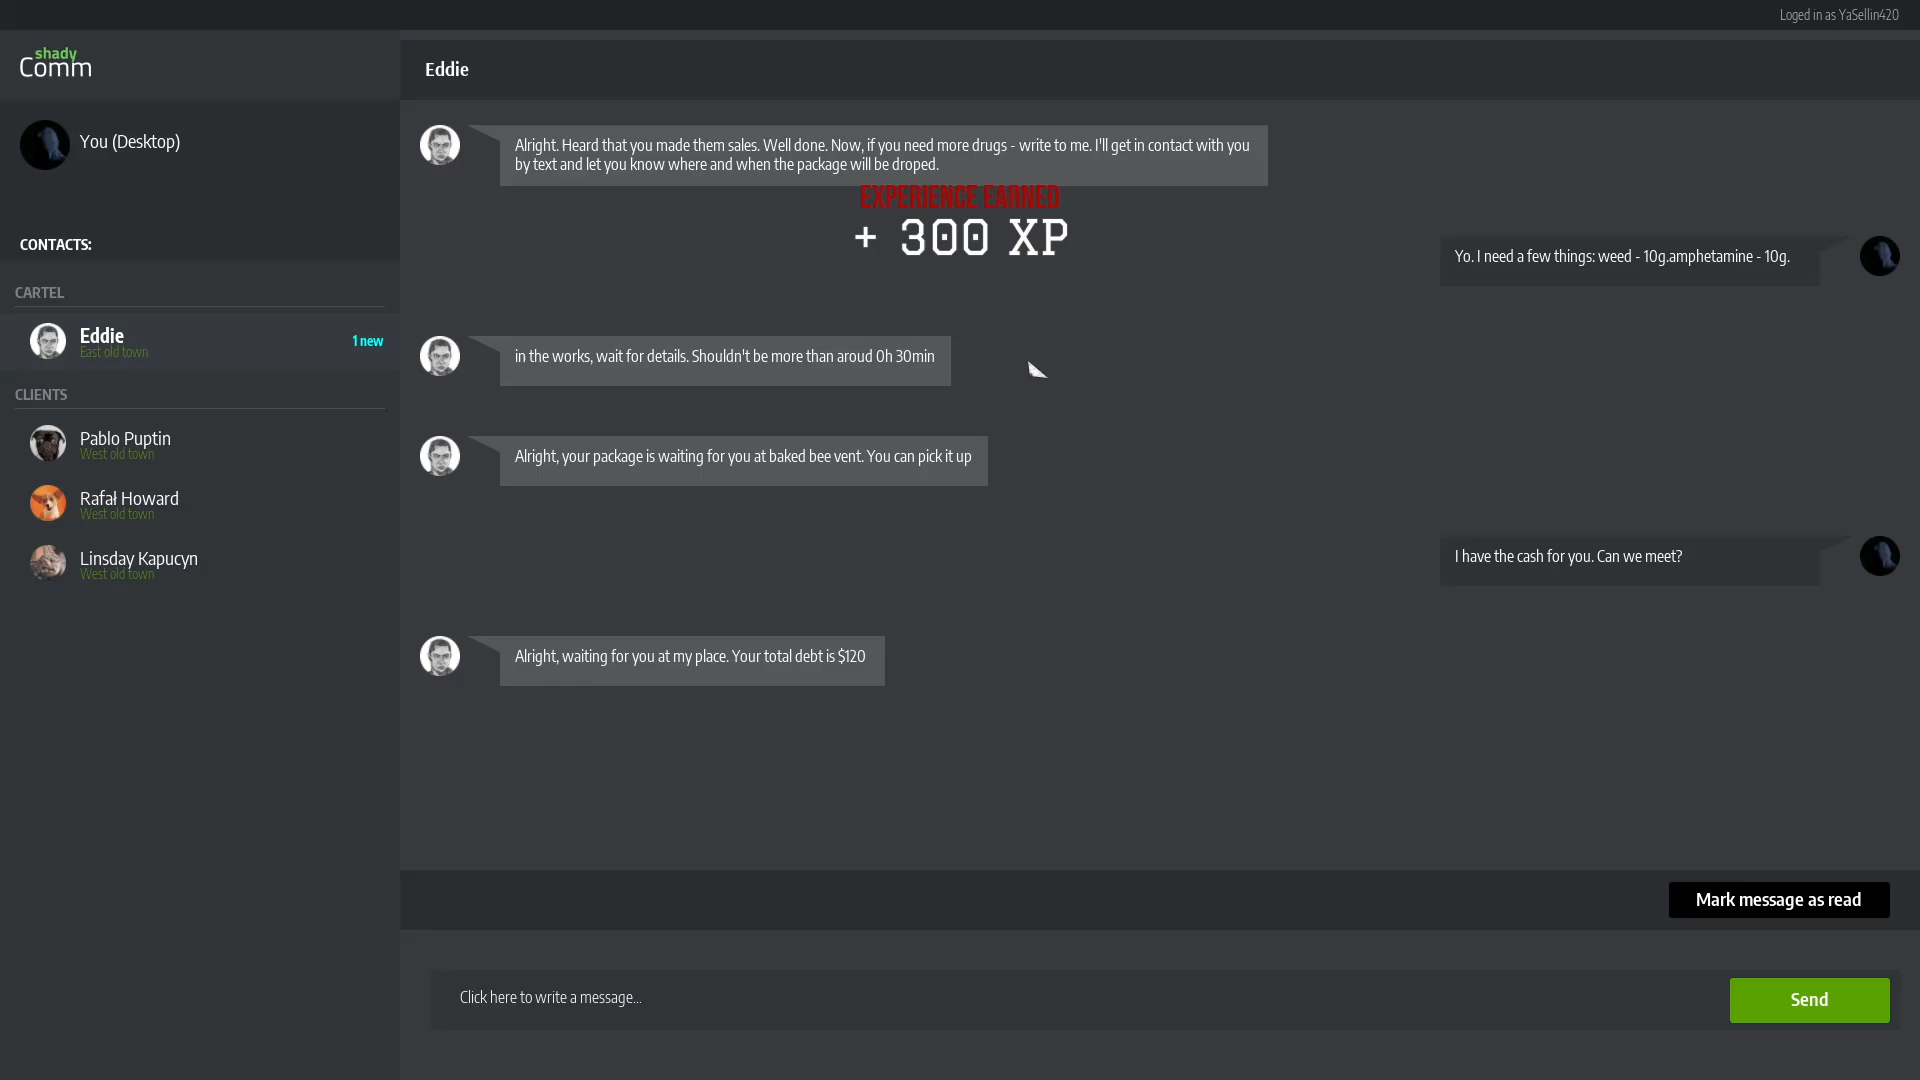 Loged in as YaSellin420
shady
Comm
You (Desktop)
CONTACTS:
CARTEL
Eddie
East old town
1 new
CLIENTS
Pablo Puptin
West old town
Rafał Howard
West old town
Linsday Kapucyn
West old town
Eddie
Alright. Heard that you made them sales. Well done. Now, if you need more drugs - write to me. I'll get in contact with you
by text and let you know where and when the package will be droped.
EXPERIENCE EARNED
+ 300 XP
Yo. I need a few things: weed - 10g.amphetamine - 10g.
in the works, wait for details. Shouldn't be more than aroud 0h 30min
Alright, your package is waiting for you at baked bee vent. You can pick it up
I have the cash for you. Can we meet?
Alright, waiting for you at my place. Your total debt is $120
Mark message as read
Click here to write a message...
Send